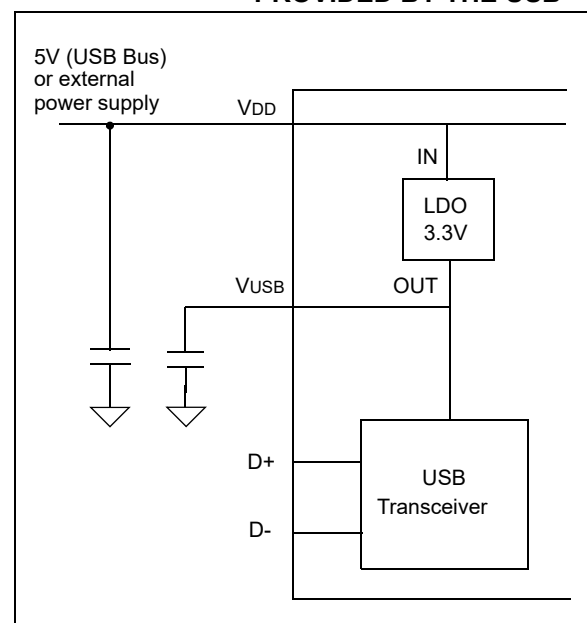 PROVIDED BY THE USB
5V (USB Bus)
or external
power supply
VDD
IN
LDO
3.3V
VUSB
OUT
D+
D-
USB
Transceiver